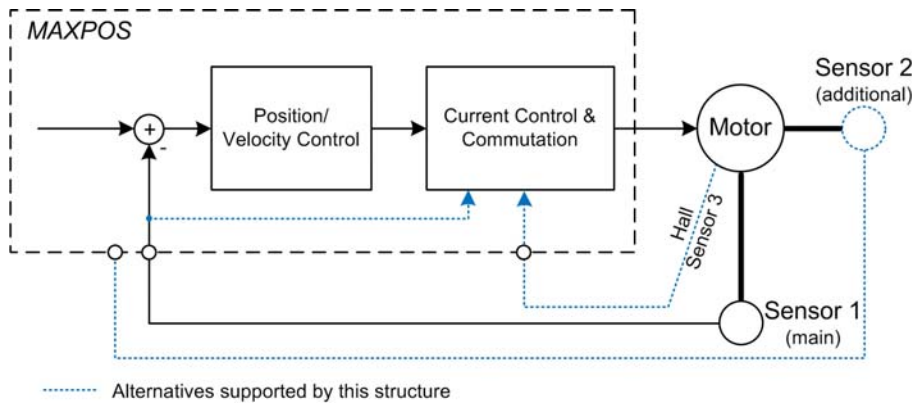 MAXPOS
Sensor 2
(additional)
Position/
Velocity Control
Current Control &
Commutation
Motor
+
-
Hall
Sensor 3
Sensor 1
(main)
Alternatives supported by this structure